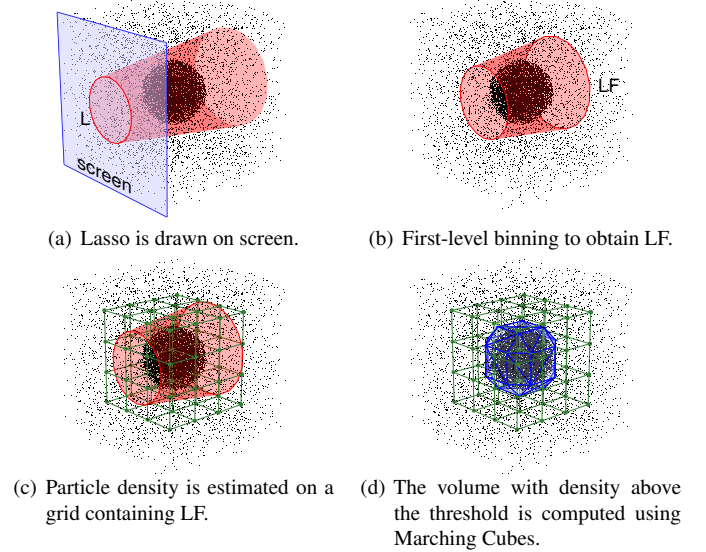 L
screen
(a) Lasso is drawn on screen.
LF
(b) First-level binning to obtain LF.
(c) Particle density is estimated on a
grid containing LF.
(d) The volume with density above
the threshold is computed using
Marching Cubes.